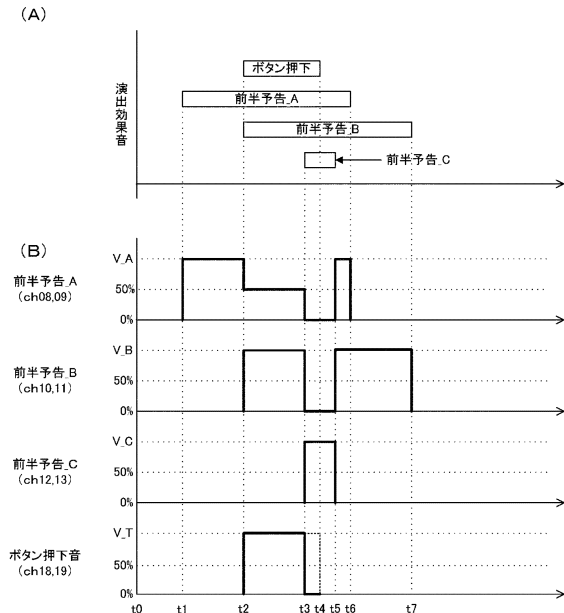 (A)
演出効果音
ボタン押下
前半予告_A
前半予告_B
前半予告_C
(B)
前半予告_A
(ch08,09)
V_A
50%
0%
前半予告_B
(ch10,11)
V_B
50%
0%
前半予告_C
(ch12,13)
V_C
50%
0%
ボタン押下音
(ch18,19)
V_T
50%
0%
t0 t1 t2 t3 t4 t5 t6 t7